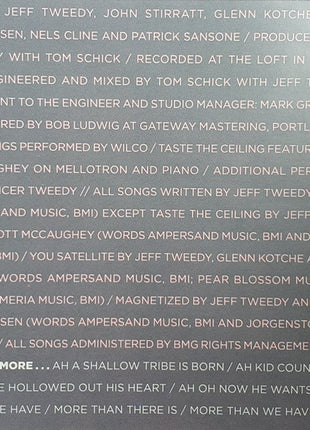 JEFF TWEEDY, JOHN STIRRATT, GLENN KOTCHE
SEN, NELS CLINE AND PATRICK SANSONE / PRODUCE
/ WITH TOM SCHICK / RECORDED AT THE LOFT IN
GINEERED AND MIXED BY TOM SCHICK WITH JEFF T
NT TO THE ENGINEER AND STUDIO MANAGER: MARK GR
RED BY BOB LUDWIG AT GATEWAY MASTERING, PORTL
NGS PERFORMED BY WILCO / TASTE THE CEILING FEATUR
GHEY ON MELLOTRON AND PIANO / ADDITIONAL PER
NCER TWEEDY // ALL SONGS WRITTEN BY JEFF TWEEDY
AND MUSIC, BMI) EXCEPT TASTE THE CEILING BY JEF
OTT MCCAUGHEY (WORDS AMPERSAND MUSIC, BMI AND
BMI) / YOU SATELLITE BY JEFF TWEEDY, GLENN KOTCHE A
WORDS AMPERSAND MUSIC, BMI; PEAR BLOSSOM MU
MERIA MUSIC, BMI) / MAGNETIZED BY JEFF TWEEDY AND
SEN (WORDS AMPERSAND MUSIC, BMI AND JORGENSTO
/ ALL SONGS ADMINISTERED BY BMG RIGHTS MANAGEME
MORE... AH A SHALLOW TRIBE IS BORN / AH KID COUN
E HOLLOWED OUT HIS HEART / AH OH NOW HE WANTS
WE HAVE / MORE THAN THERE IS / MORE THAN WE HAV